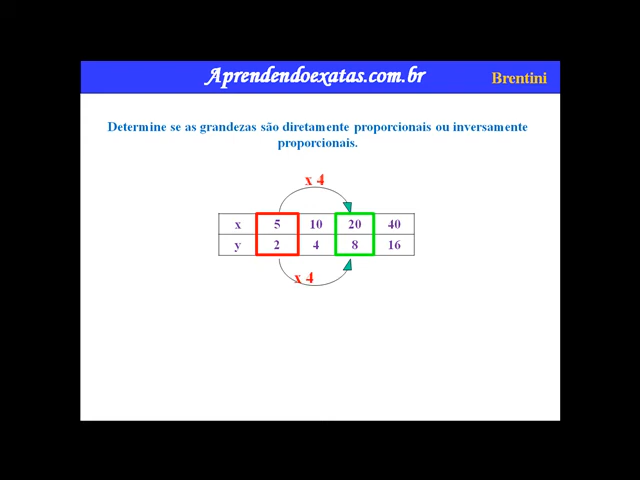 Aprendendoexatas.com.br
Brentini
Determine se as grandezas são diretamente proporcionais ou inversamente
proporcionais.
x 4
x 5 10 20 40
y 2 4 8 16
x 4